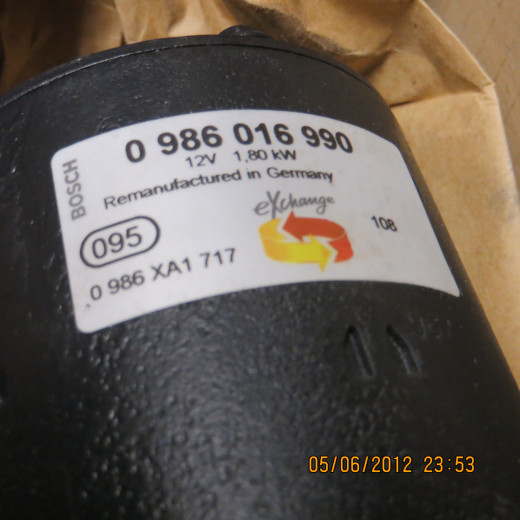 BOSCH
0 986 016 990
12V 1,80 kW
Remanufactured in Germany
eXchange
095
108
0 986 XA1 717
05/06/2012 23:53